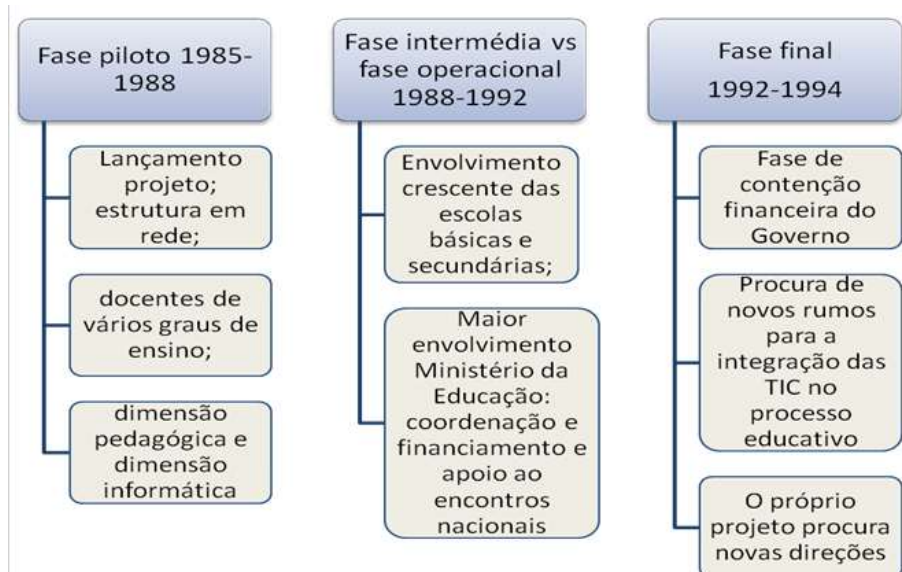 Fase piloto 1985-
1988
Lançamento
projeto;
estrutura em
rede;
docentes de
vários graus de
ensino;
dimensão
pedagógica e
dimensão
informática
Fase intermédia vs
fase operacional
1988-1992
Envolvimento
crescente das
escolas
básicas e
secundárias;
Maior
envolvimento
Ministério da
Educação:
coordenação e
financiamento e
apoio ao
encontros
nacionais
Fase final
1992-1994
Fase de
contenção
financeira do
Governo
Procura de
novos rumos
para a
integração das
TIC no
processo
educativo
O próprio
projeto procura
novas direções